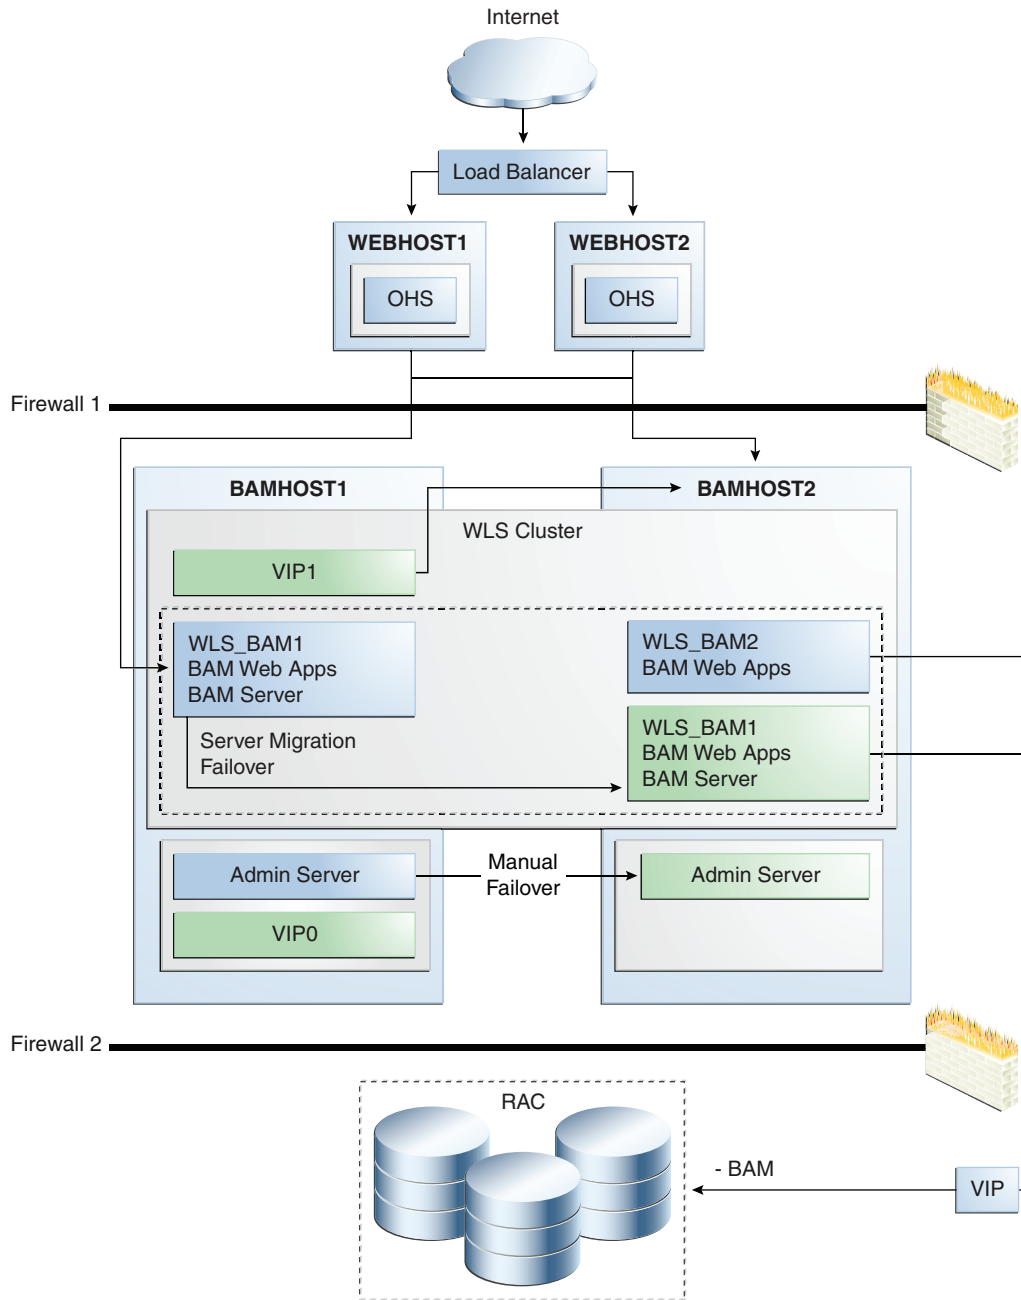 Internet
Load Balancer
WEBHOST1
WEBHOST2
OHS
OHS
Firewall 1
BAMHOST1
BAMHOST2
WLS Cluster
VIP1
WLS_BAM1
BAM Web Apps
BAM Server
WLS_BAM2
BAM Web Apps
Server Migration
Failover
WLS_BAM1
BAM Web Apps
BAM Server
Admin Server
Manual
Failover
Admin Server
VIP0
Firewall 2
RAC
- BAM
VIP